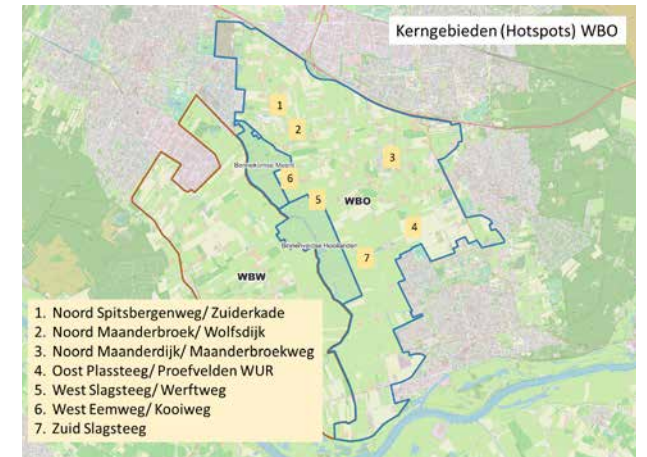 Kerngebieden (Hotspots) WBO
1
2
3
Bennekomse Meent
6
5
WBO
4
Binnenveldse Hooilanden
7
WBW
1. Noord Spitsbergenweg/ Zuiderkade
2. Noord Maanderbroek/ Wolfsdijk
3. Noord Maanderdijk/ Maanderbroekweg
4. Oost Plassteeg/ Proefvelden WUR
5. West Slagsteeg/ Werftweg
6. West Eemweg/ Kooiweg
7. Zuid Slagsteeg